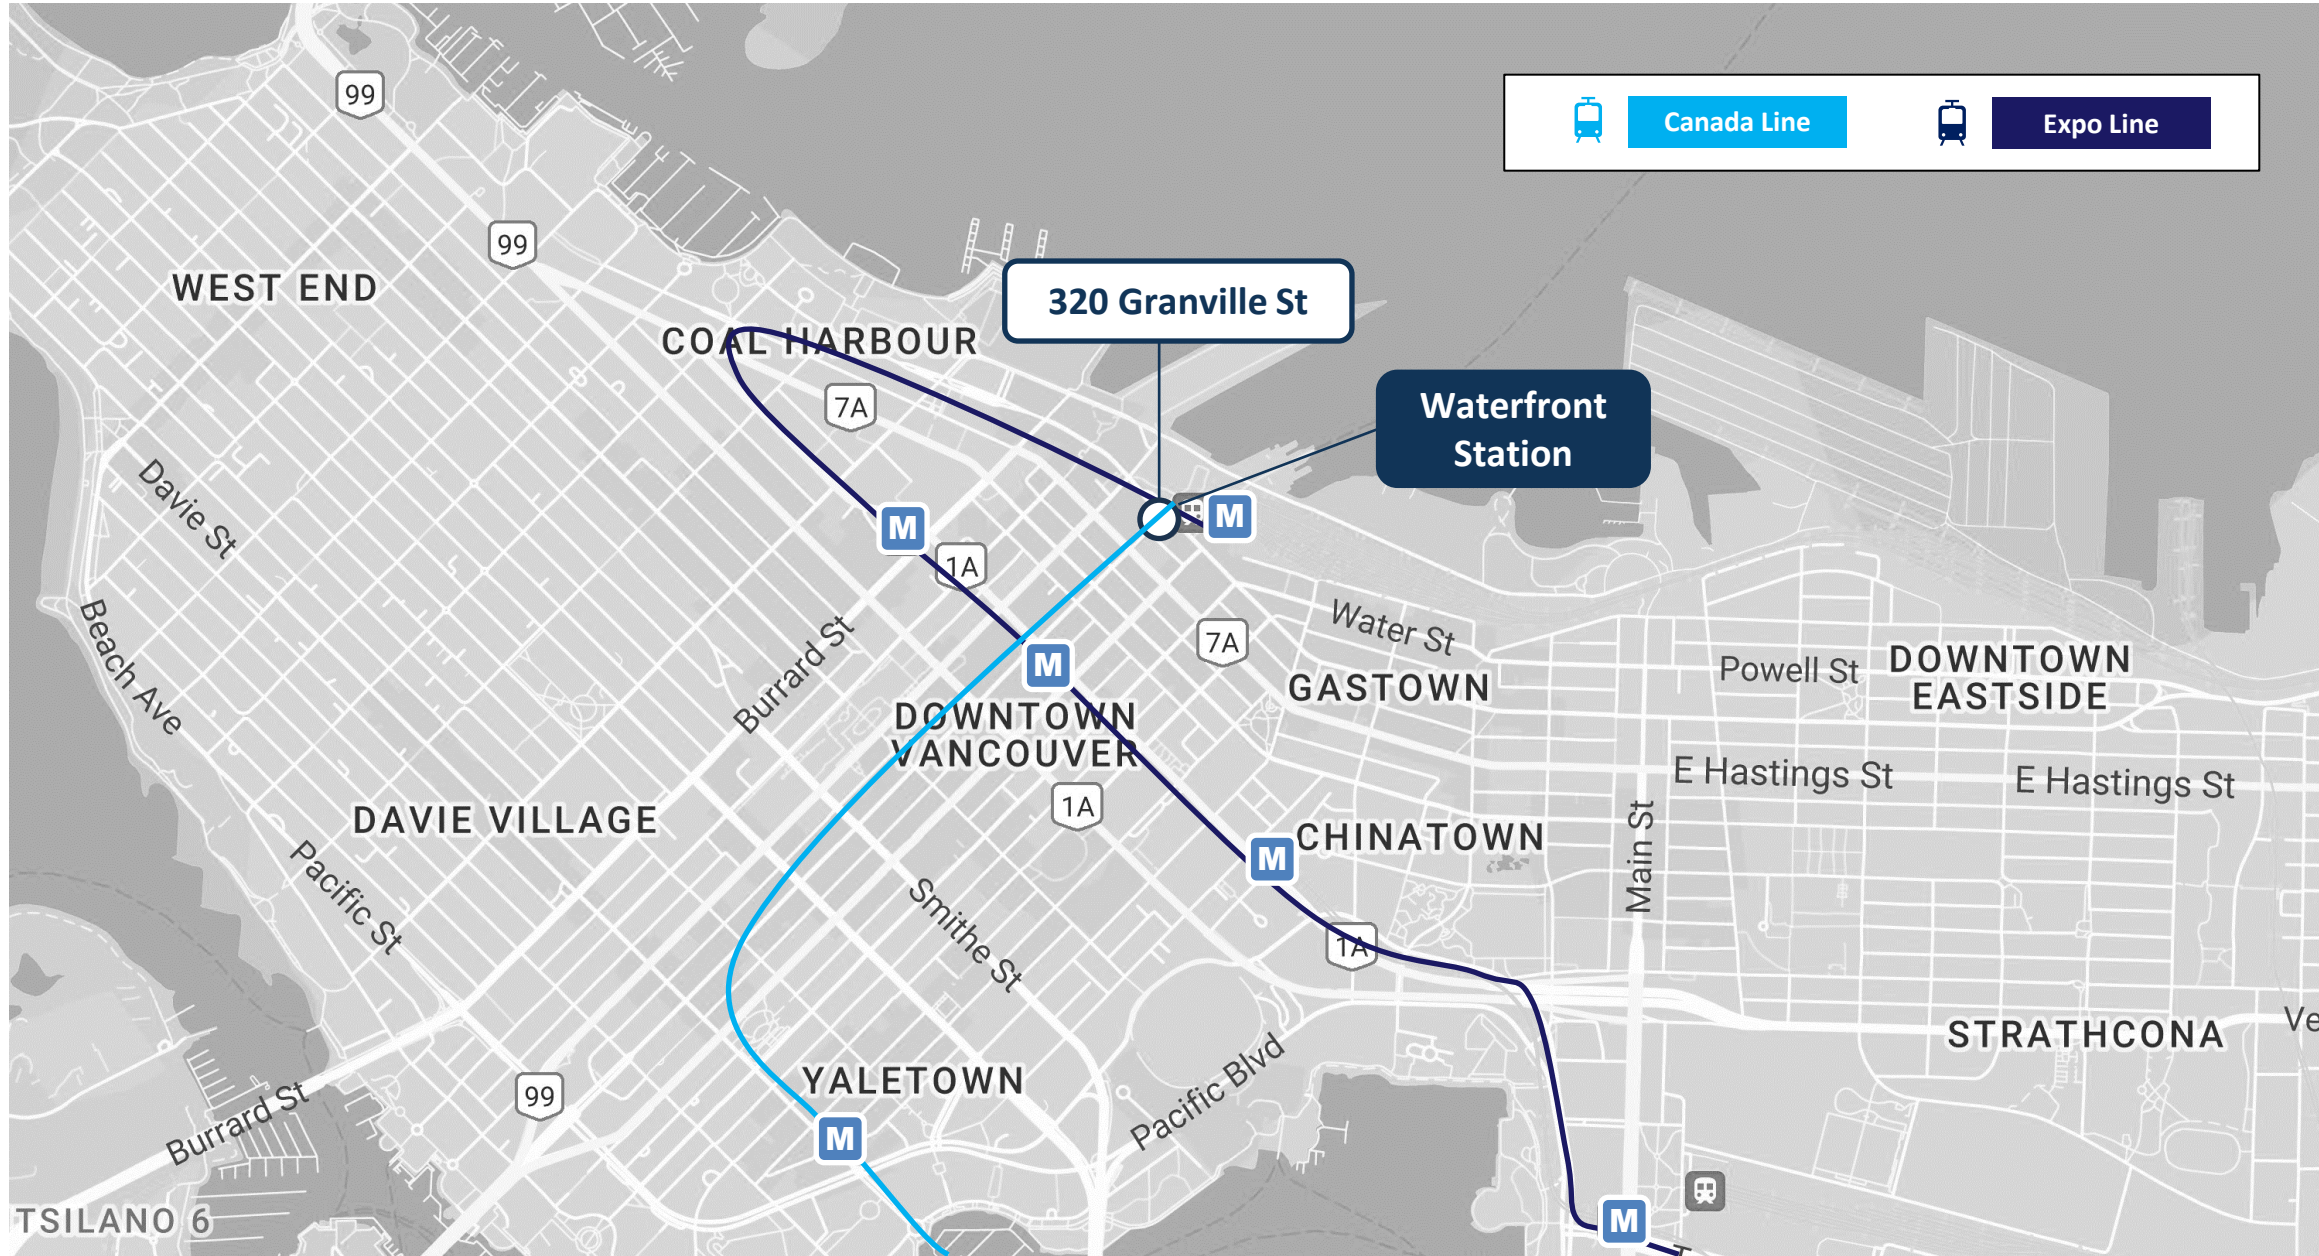 99
Canada Line
Expo Line
99
WEST END
320 Granville St
COAL HARBOUR
7A
Waterfront
Station
Davie St
M
M
1A
Beach Ave
Burrard St
Water St
7A
M
Powell St
DOWNTOWN
EASTSIDE
GASTOWN
DOWNTOWN
VANCOUVER
E Hastings St
E Hastings St
1A
DAVIE VILLAGE
CHINATOWN
M
Main St
Pacific St
Smithe St
1A
Ve
STRATHCONA
YALETOWN
Pacific Blvd
99
Burrard St
M
TSILANO 6
M